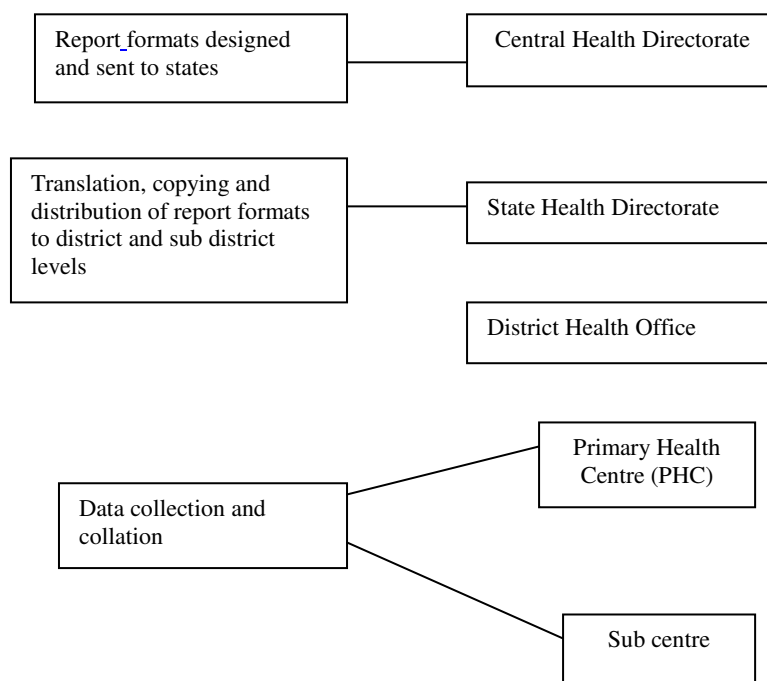 Report formats designed
and sent to states
Central Health Directorate
Translation, copying and
distribution of report formats
to district and sub district
levels
State Health Directorate
District Health Office
Primary Health
Centre (PHC)
Data collection and
collation
Sub centre